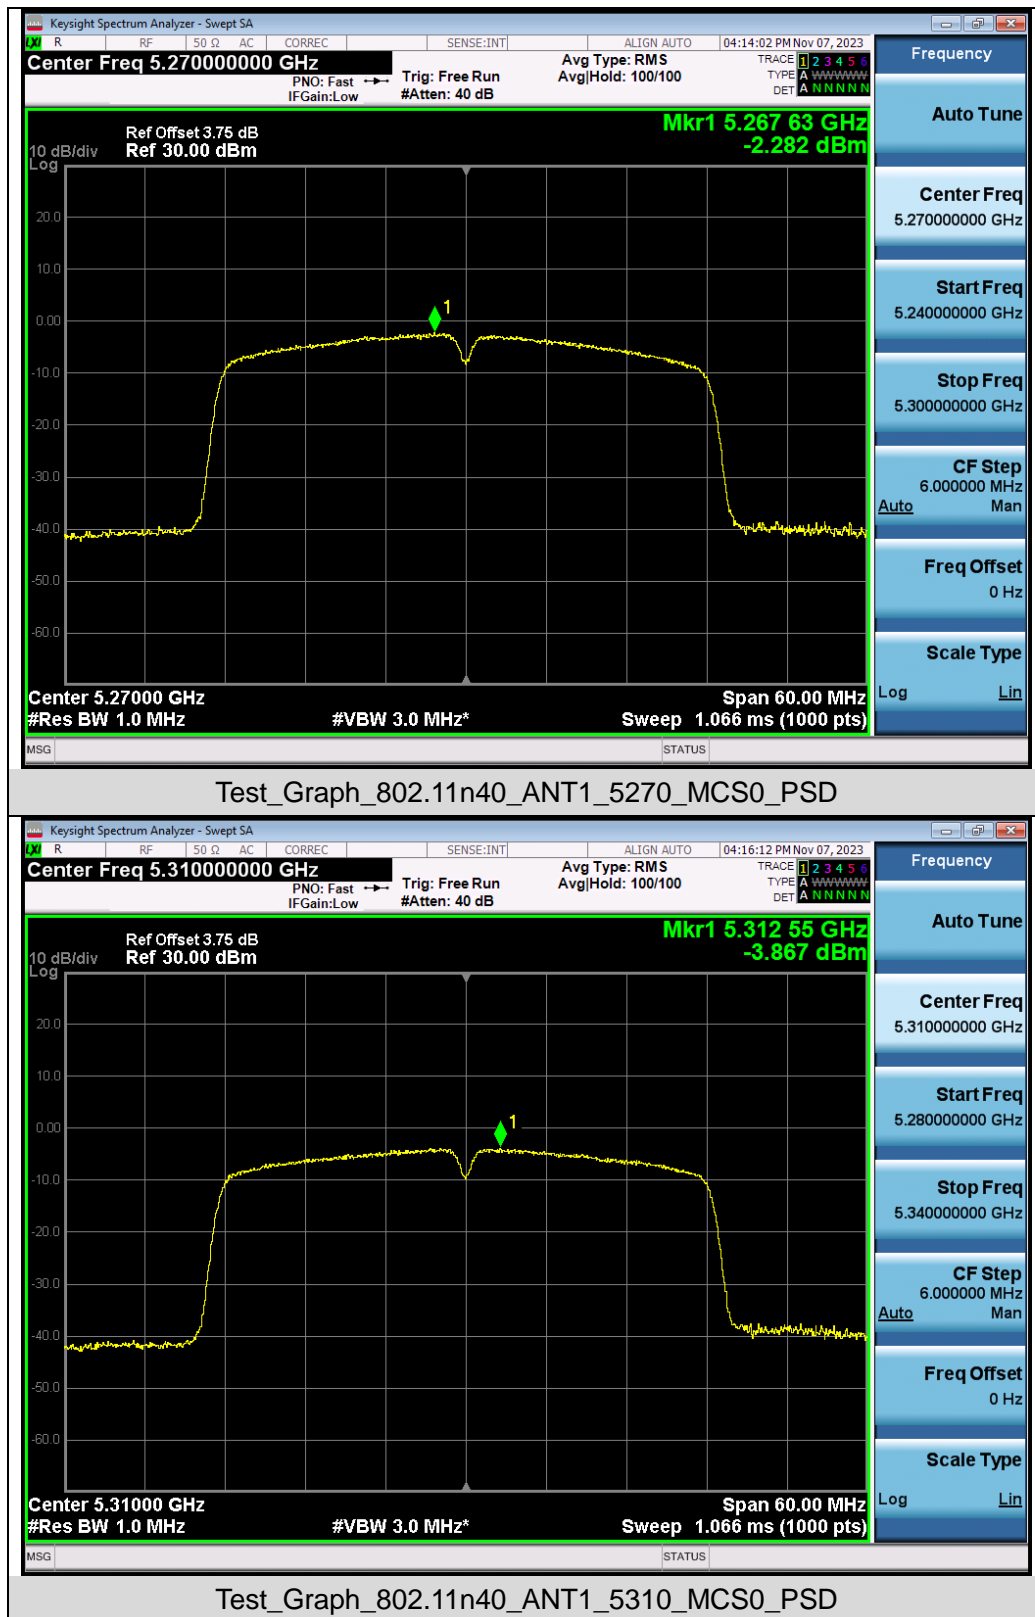 Keysight Spectrum Analyzer - Swept SA
LXI R RF 50 Ω AC CORREC SENSE:INT ALIGN AUTO 04:14:02 PM Nov 07, 2023
Center Freq 5.270000000 GHz
PNO: Fast
IFGain:Low
Trig: Free Run
#Atten: 40 dB
Avg Type: RMS
Avg|Hold: 100/100
TRACE 1 2 3 4 5 6
TYPE A WWWWW
DET A N N N N N
Ref Offset 3.75 dB
10 dB/div Ref 30.00 dBm
Log
Mkr1 5.267 63 GHz
-2.282 dBm
20.0
10.0
0.00
-10.0
-20.0
-30.0
-40.0
-50.0
-60.0
1
Center 5.27000 GHz Span 60.00 MHz
#Res BW 1.0 MHz #VBW 3.0 MHz* Sweep 1.066 ms (1000 pts)
MSG STATUS
Frequency
Auto Tune
Center Freq
5.270000000 GHz
Start Freq
5.240000000 GHz
Stop Freq
5.300000000 GHz
CF Step
6.000000 MHz
Auto Man
Freq Offset
0 Hz
Scale Type
Log Lin
Test_Graph_802.11n40_ANT1_5270_MCS0_PSD
Keysight Spectrum Analyzer - Swept SA
LXI R RF 50 Ω AC CORREC SENSE:INT ALIGN AUTO 04:16:12 PM Nov 07, 2023
Center Freq 5.310000000 GHz
PNO: Fast
IFGain:Low
Trig: Free Run
#Atten: 40 dB
Avg Type: RMS
Avg|Hold: 100/100
TRACE 1 2 3 4 5 6
TYPE A WWWWW
DET A N N N N N
Ref Offset 3.75 dB
10 dB/div Ref 30.00 dBm
Log
Mkr1 5.312 55 GHz
-3.867 dBm
20.0
10.0
0.00
-10.0
-20.0
-30.0
-40.0
-50.0
-60.0
1
Center 5.31000 GHz Span 60.00 MHz
#Res BW 1.0 MHz #VBW 3.0 MHz* Sweep 1.066 ms (1000 pts)
MSG STATUS
Frequency
Auto Tune
Center Freq
5.310000000 GHz
Start Freq
5.280000000 GHz
Stop Freq
5.340000000 GHz
CF Step
6.000000 MHz
Auto Man
Freq Offset
0 Hz
Scale Type
Log Lin
Test_Graph_802.11n40_ANT1_5310_MCS0_PSD